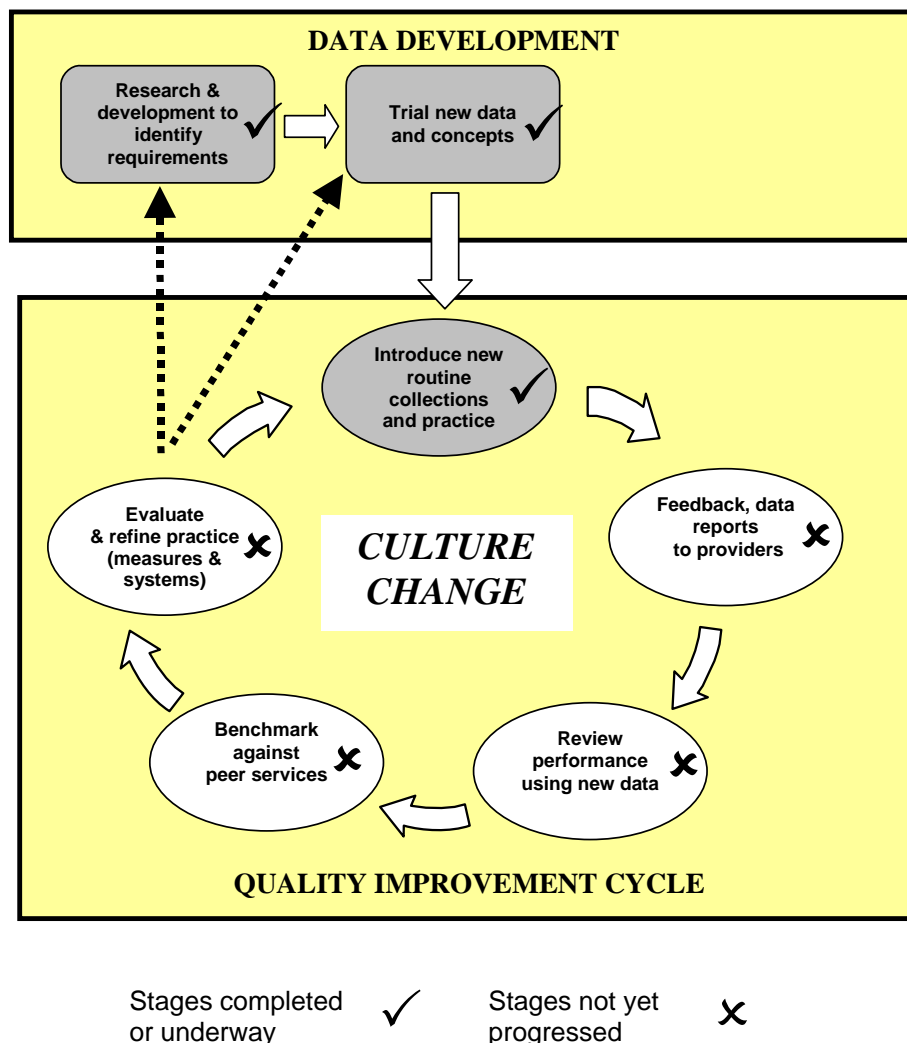 DATA DEVELOPMENT
Research &
development to
identify
requirements
Trial new data
and concepts
Introduce new
routine
collections
and practice
Evaluate
& refine practice
(measures &
systems)
CULTURE
CHANGE
Feedback, data
reports
to providers
Benchmark
against
peer services
Review
performance
using new data
QUALITY IMPROVEMENT CYCLE
Stages completed
or underway
Stages not yet
progressed